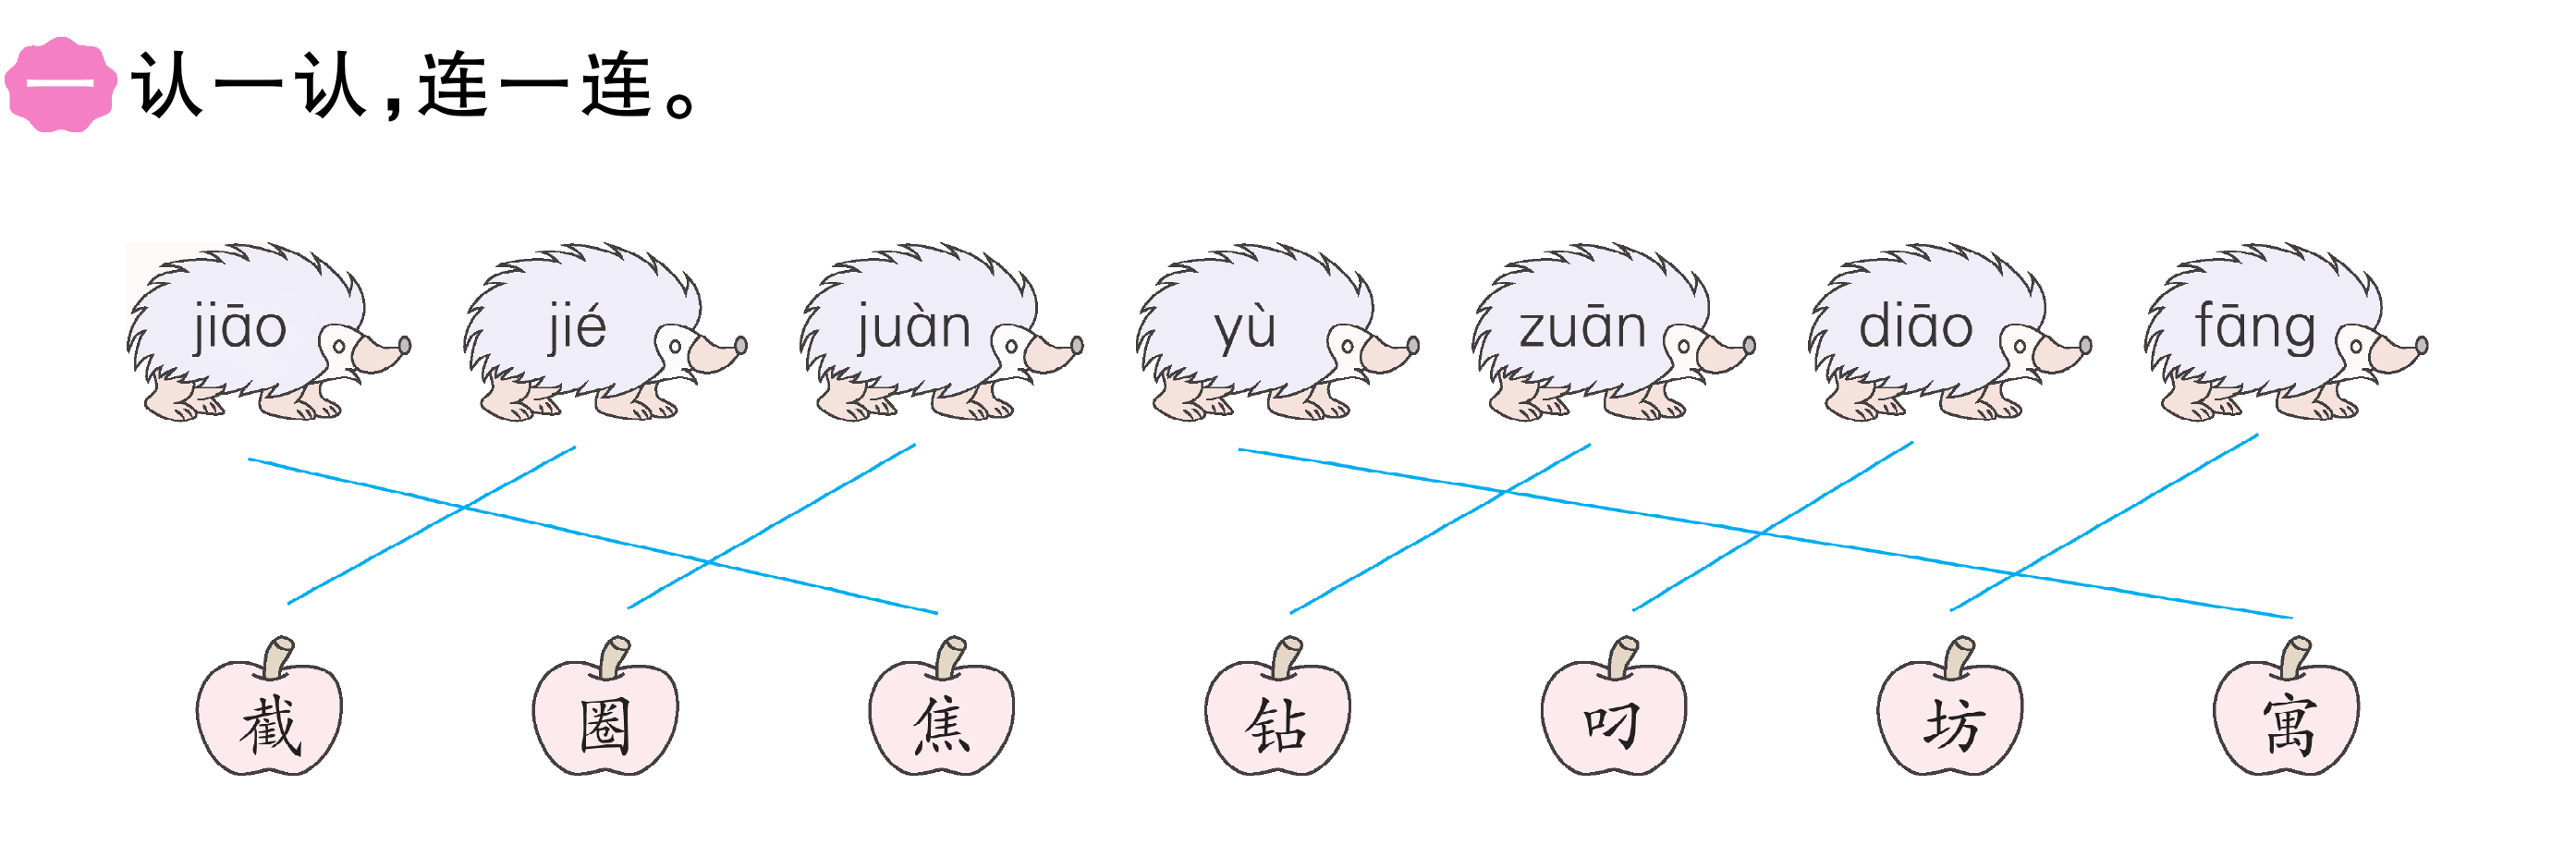 一 认一认,连一连。
jiāo jié juàn yù zuān diāo fāng
截 圈 焦 钻 叼 坊 寓